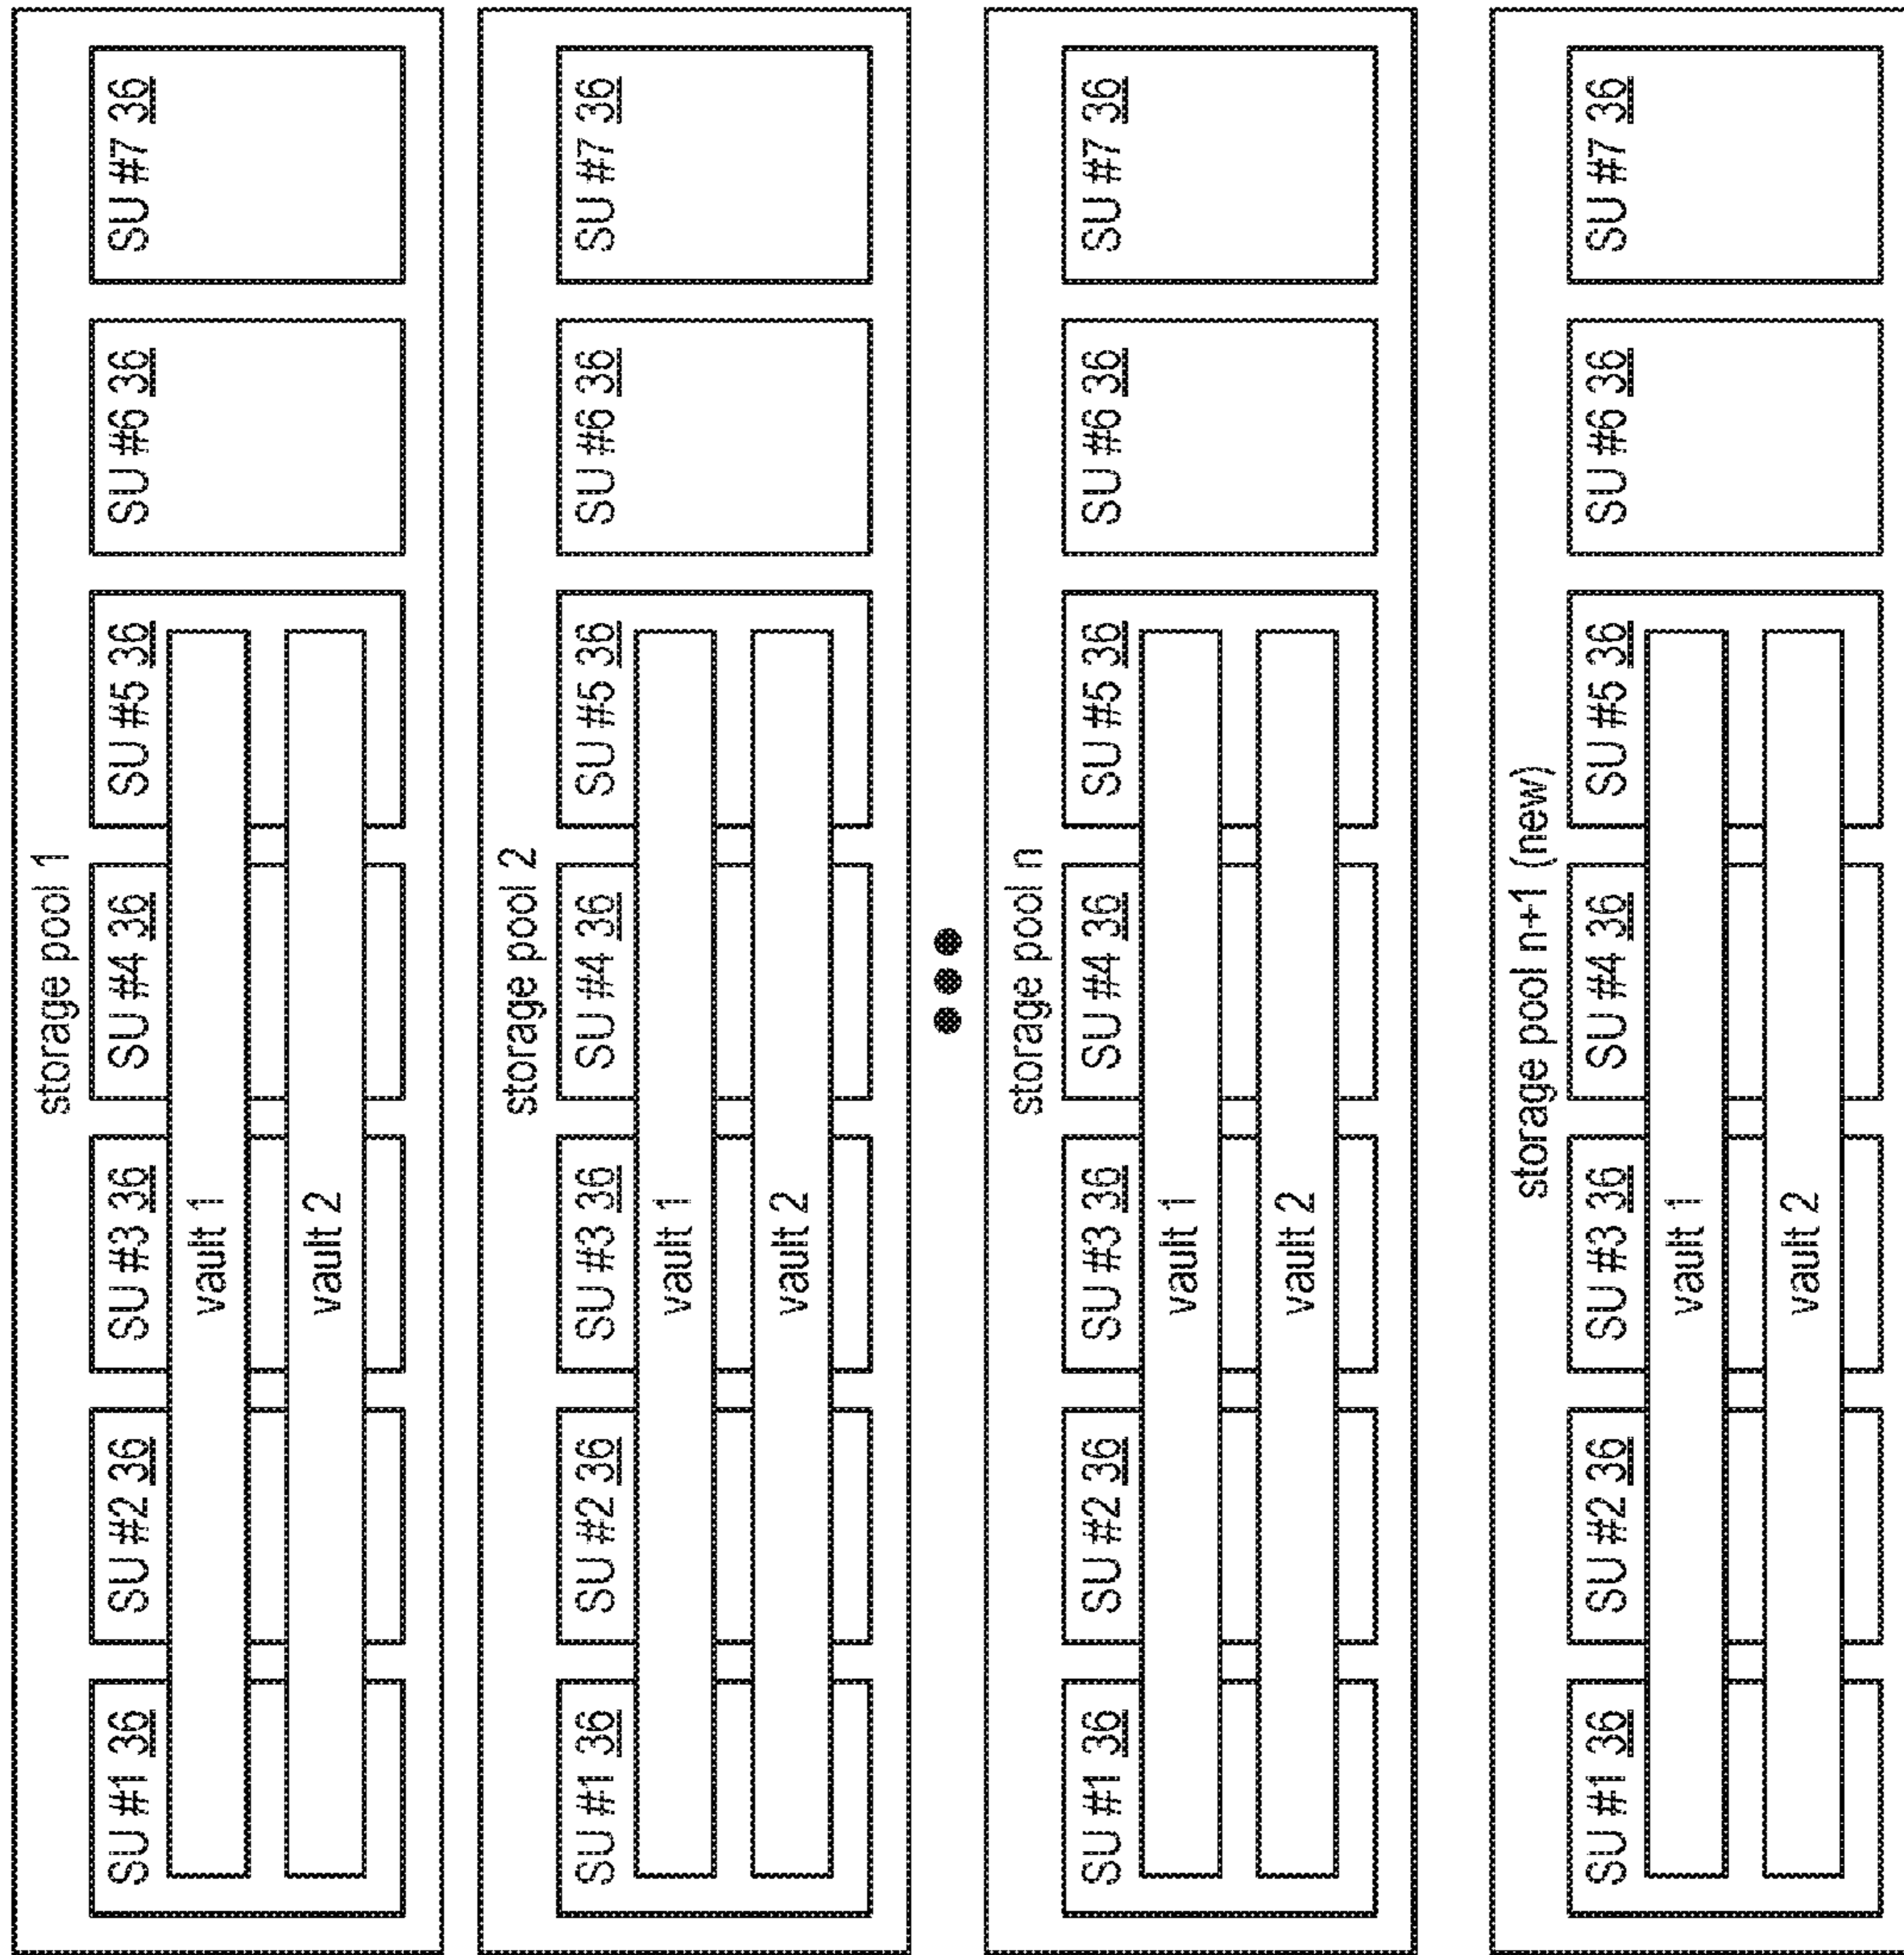 storage pool 1
SU #1 36 SU #2 36 SU #3 36 SU #4 36 SU #5 36 SU #6 36 SU #7 36
vault 1
vault 2
storage pool 2
SU #1 36 SU #2 36 SU #3 36 SU #4 36 SU #5 36 SU #6 36 SU #7 36
vault 1
vault 2
storage pool n
SU #1 36 SU #2 36 SU #3 36 SU #4 36 SU #5 36 SU #6 36 SU #7 36
vault 1
vault 2
storage pool n+1 (new)
SU #1 36 SU #2 36 SU #3 36 SU #4 36 SU #5 36 SU #6 36 SU #7 36
vault 1
vault 2